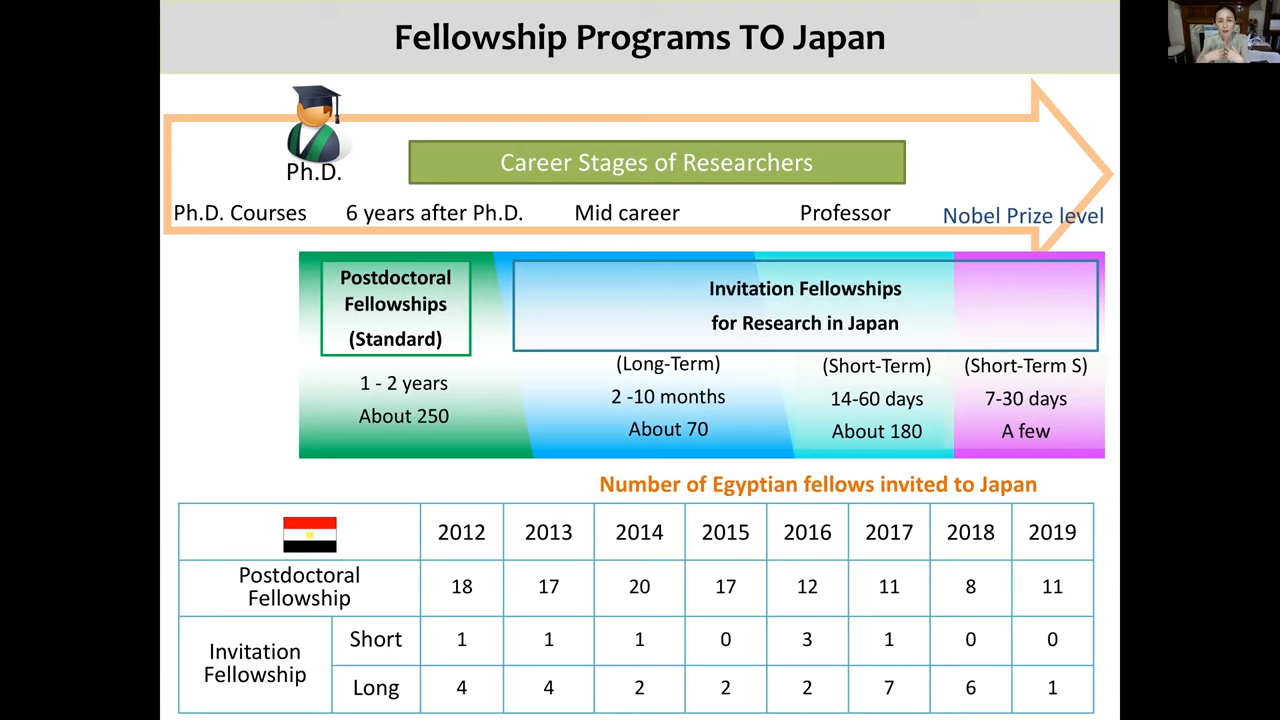 Fellowship Programs TO Japan
Ph.D.
Career Stages of Researchers
Ph.D. Courses
6 years after Ph.D.
Mid career
Professor
Nobel Prize level
Postdoctoral
Fellowships
(Standard)
1 - 2 years
About 250
Invitation Fellowships
for Research in Japan
(Long-Term)
2 -10 months
About 70
(Short-Term)
14-60 days
About 180
(Short-Term S)
7-30 days
A few
Number of Egyptian fellows invited to Japan
2012 2013 2014 2015 2016 2017 2018 2019
Postdoctoral
Fellowship
18 17 20 17 12 11 8 11
Invitation
Fellowship
Short 1 1 1 0 3 1 0 0
Long 4 4 2 2 2 7 6 1